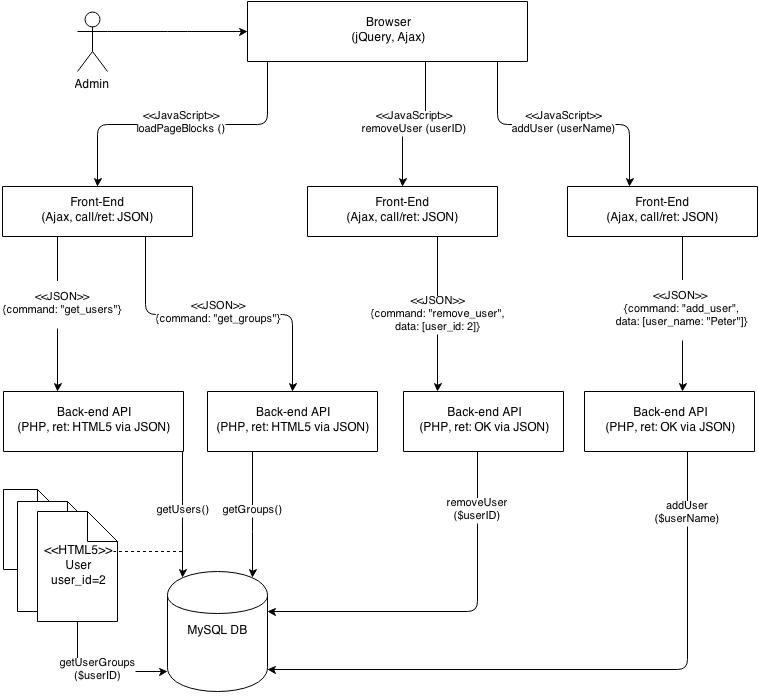 Browser
(jQuery, Ajax)
Admin
<<JavaScript>>
loadPageBlocks ()
<<JavaScript>>
removeUser (userID)
<<JavaScript>>
addUser (userName)
Front-End
(Ajax, call/ret: JSON)
Front-End
(Ajax, call/ret: JSON)
Front-End
(Ajax, call/ret: JSON)
<<JSON>>
{command: "get_users"}
<<JSON>>
{command: "get_groups"}
<<JSON>>
{command: "remove_user",
data: [user_id: 2]}
<<JSON>>
{command: "add_user",
data: [user_name: "Peter"]}
Back-end API
(PHP, ret: HTML5 via JSON)
Back-end API
(PHP, ret: HTML5 via JSON)
Back-end API
(PHP, ret: OK via JSON)
Back-end API
(PHP, ret: OK via JSON)
getUsers()
getGroups()
removeUser
($userID)
addUser
($userName)
<<HTML5>>
User
user_id=2
MySQL DB
getUserGroups
($userID)